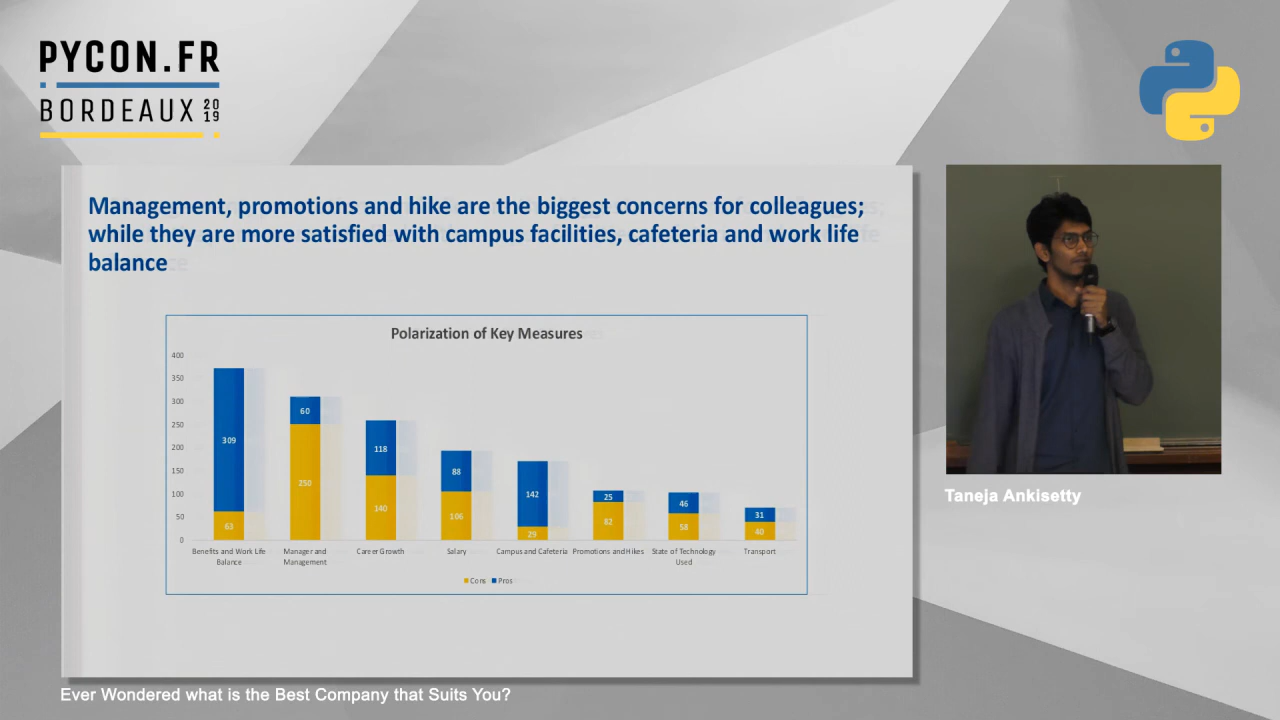 PYCON.FR
BORDEAUX 2019
Management, promotions and hike are the biggest concerns for colleagues;
while they are more satisfied with campus facilities, cafeteria and work life
balance
Polarization of Key Measures
400
350
300
250
200
150
100
50
0
309
63
60
250
118
140
88
106
142
29
25
82
46
58
31
40
Benefits and Work Life
Balance
Manager and
Management
Career Growth
Salary
Campus and Cafeteria
Promotions and Hikes
State of Technology
Used
Transport
Cons
Pros
Taneja Ankisetty
Ever Wondered what is the Best Company that Suits You?